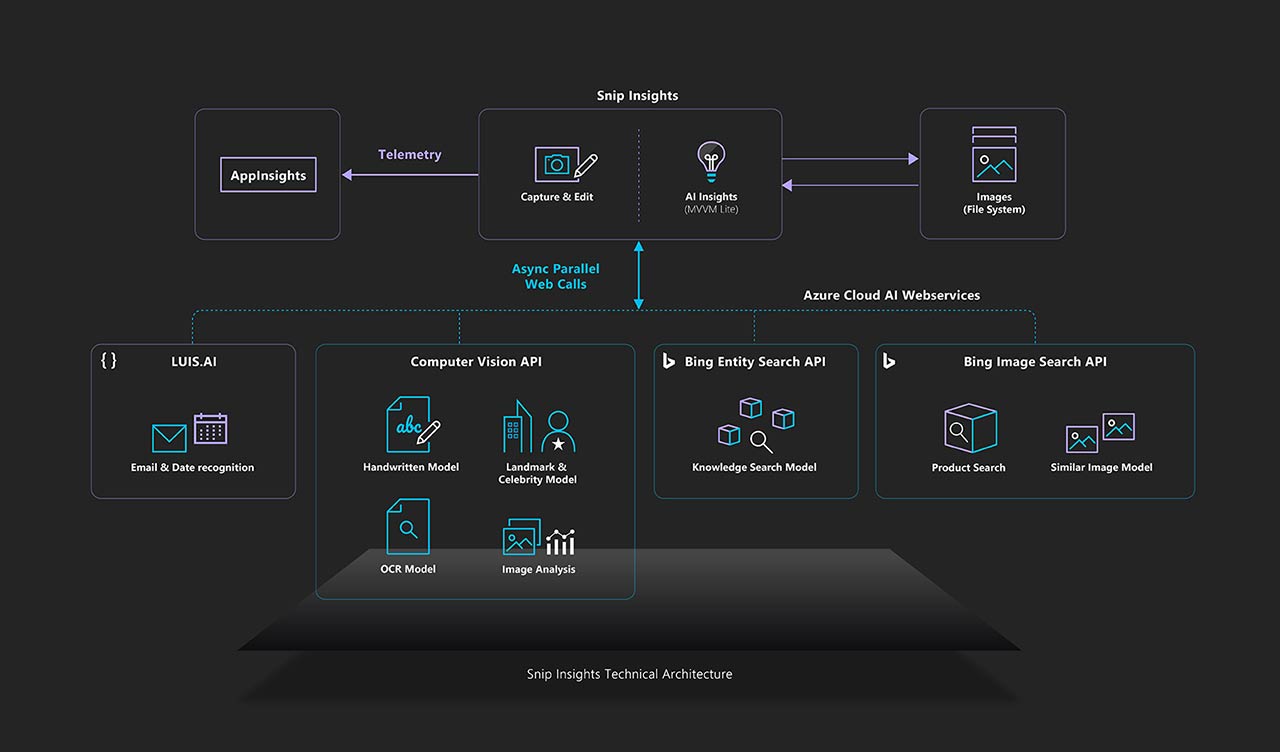 Snip Insights
AppInsights
Telemetry
Capture & Edit
AI Insights
(MVVM Lite)
Images
(File System)
Async Parallel
Web Calls
Azure Cloud AI Webservices
{ }
LUIS.AI
Email & Date recognition
Computer Vision API
abc
Handwritten Model
Landmark &
Celebrity Model
OCR Model
Image Analysis
Bing Entity Search API
Knowledge Search Model
Bing Image Search API
Product Search
Similar Image Model
Snip Insights Technical Architecture